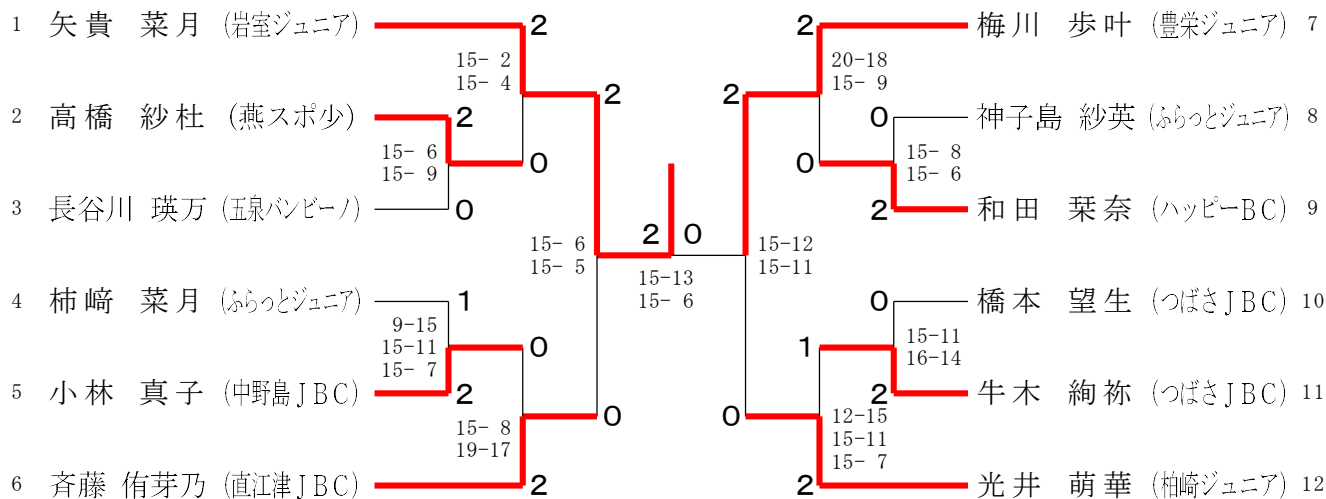 1 矢貴 菜月 (岩室ジュニア) 2
15- 2
15- 4
2
2 高橋 紗杜 (燕スポ少) 2
15- 6
15- 9
0
3 長谷川 瑛万 (五泉バンビーノ) 0
15- 6
15- 5
4 柿﨑 菜月 (ふらっとジュニア) 1
9-15
15-11
15- 7
0
5 小林 真子 (中野島JBC) 2
15- 8
19-17
0
6 斉藤 侑芽乃 (直江津JBC) 2
2 0
15-13
15- 6
2 梅川 歩叶 (豊栄ジュニア) 7
20-18
15- 9
2
0 神子島 紗英 (ふらっとジュニア) 8
15- 8
15- 6
0
2 和田 栞奈 (ハッピーBC) 9
15-12
15-11
0 橋本 望生 (つばさJBC) 10
15-11
16-14
1
2 牛木 絢祢 (つばさJBC) 11
12-15
15-11
15- 7
0
2 光井 萌華 (柏崎ジュニア) 12